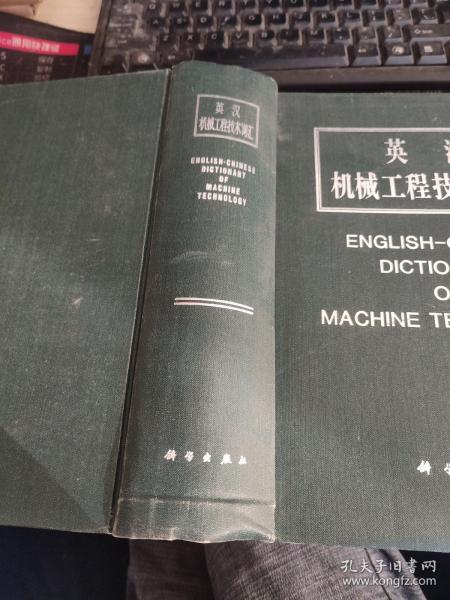 英汉
机械工程技术词汇
ENGLISH-CHINESE
DICTIONARY
OF
MACHINE
TECHNOLOGY
科学出版社
英
机械工程技
ENGLISH-
DICTIO
O
MACHINE TE
科学
孔夫子旧书网
www.kongfz.com